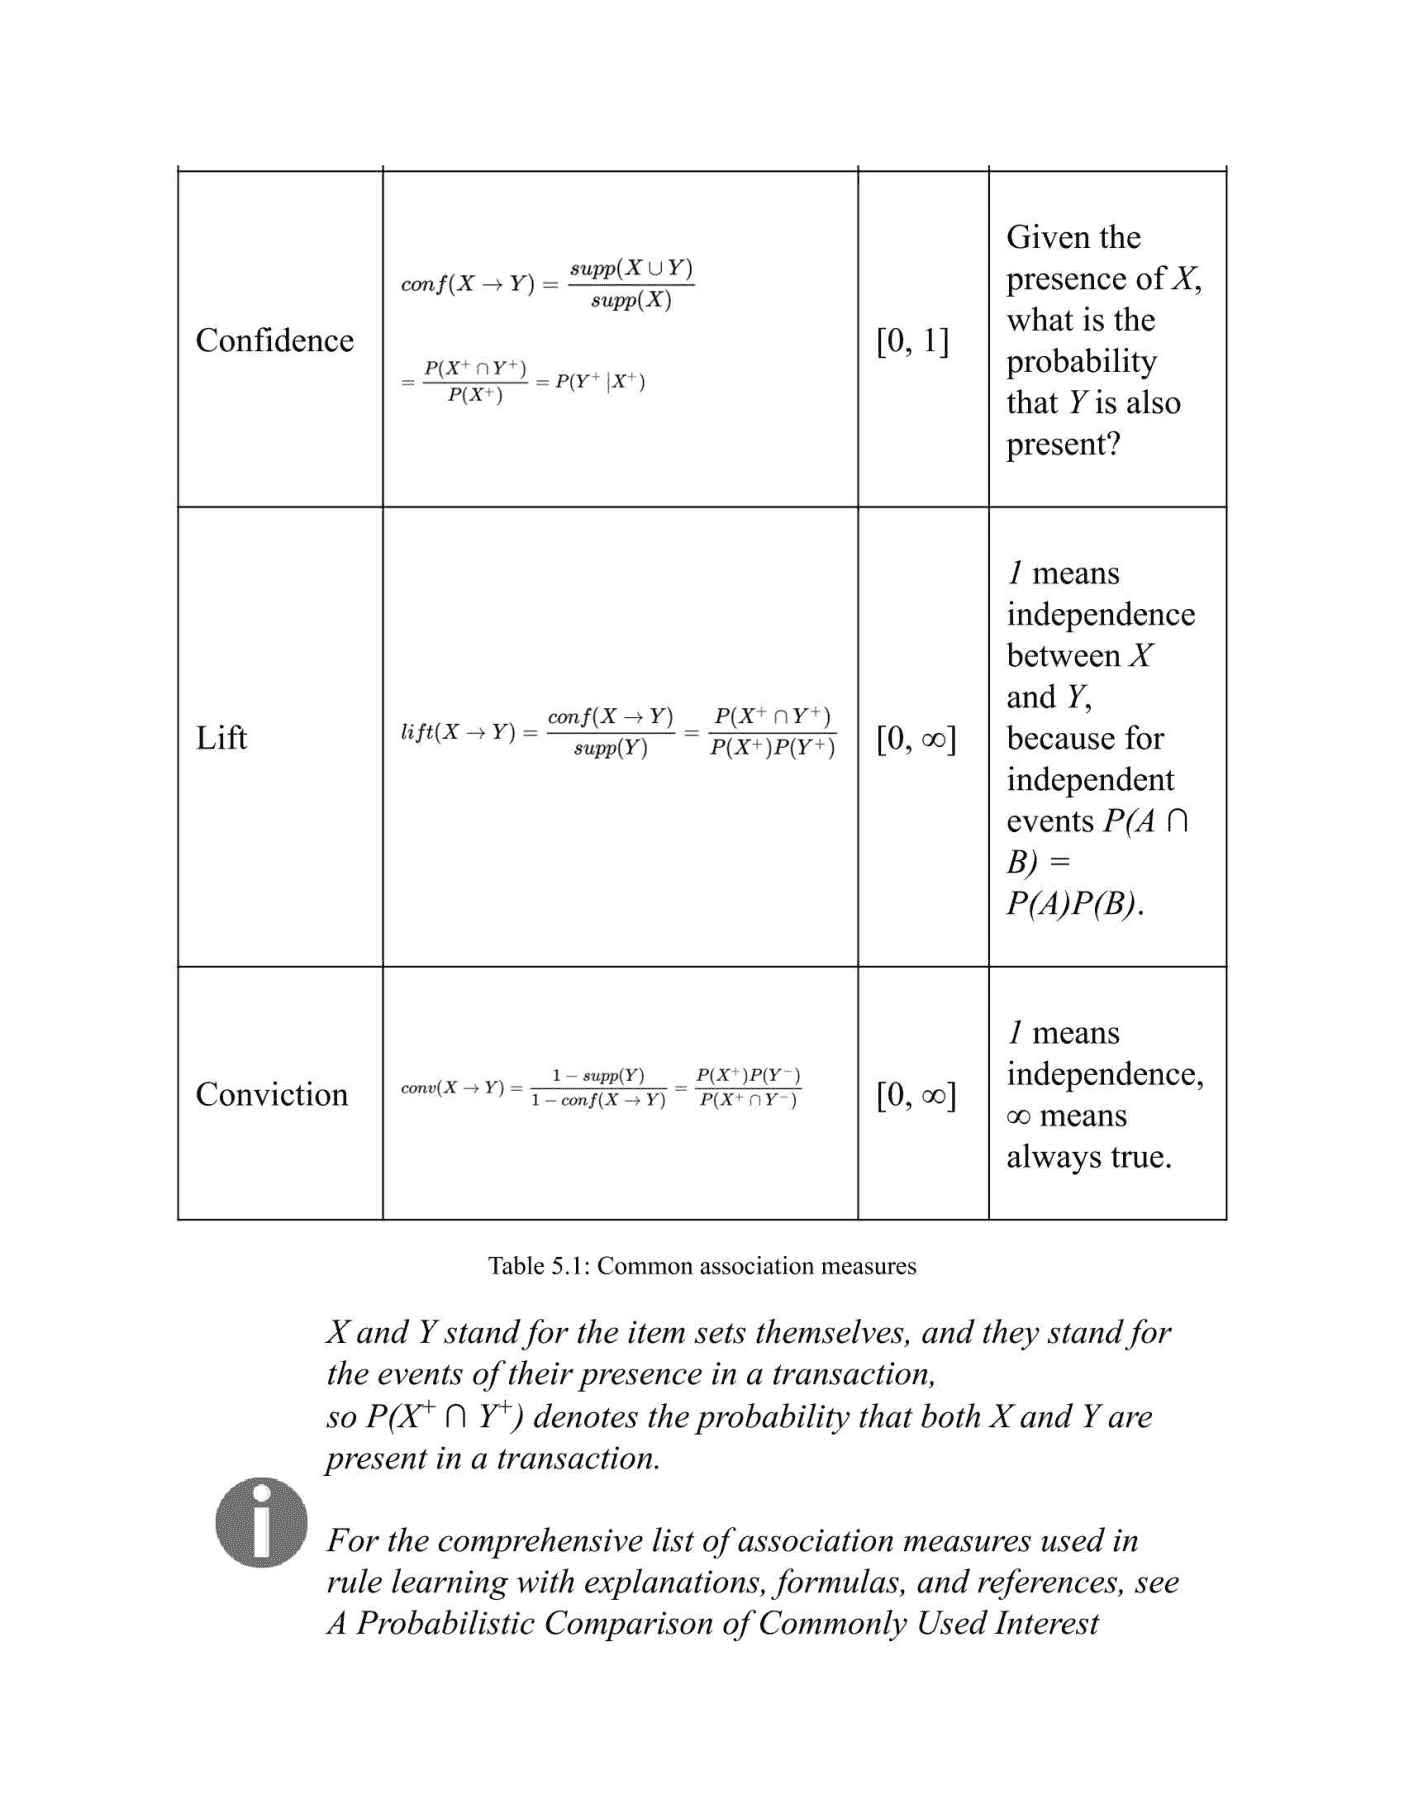 Confidence
conf(X → Y) = supp(X ∪ Y) / supp(X)
= P(X⁺ ∩ Y⁺) / P(X⁺) = P(Y⁺ |X⁺)
[0, 1]
Given the
presence of X,
what is the
probability
that Y is also
present?
Lift
lift(X → Y) = conf(X → Y) / supp(Y) = P(X⁺ ∩ Y⁺) / P(X⁺)P(Y⁺)
[0, ∞]
1 means
independence
between X
and Y,
because for
independent
events P(A ∩
B) =
P(A)P(B).
Conviction
conv(X → Y) = 1 − supp(Y) / 1 − conf(X → Y) = P(X⁺)P(Y⁻) / P(X⁺ ∩ Y⁻)
[0, ∞]
1 means
independence,
∞ means
always true.
Table 5.1: Common association measures
X and Y stand for the item sets themselves, and they stand for
the events of their presence in a transaction,
so P(X⁺ ∩ Y⁺) denotes the probability that both X and Y are
present in a transaction.
For the comprehensive list of association measures used in
rule learning with explanations, formulas, and references, see
A Probabilistic Comparison of Commonly Used Interest